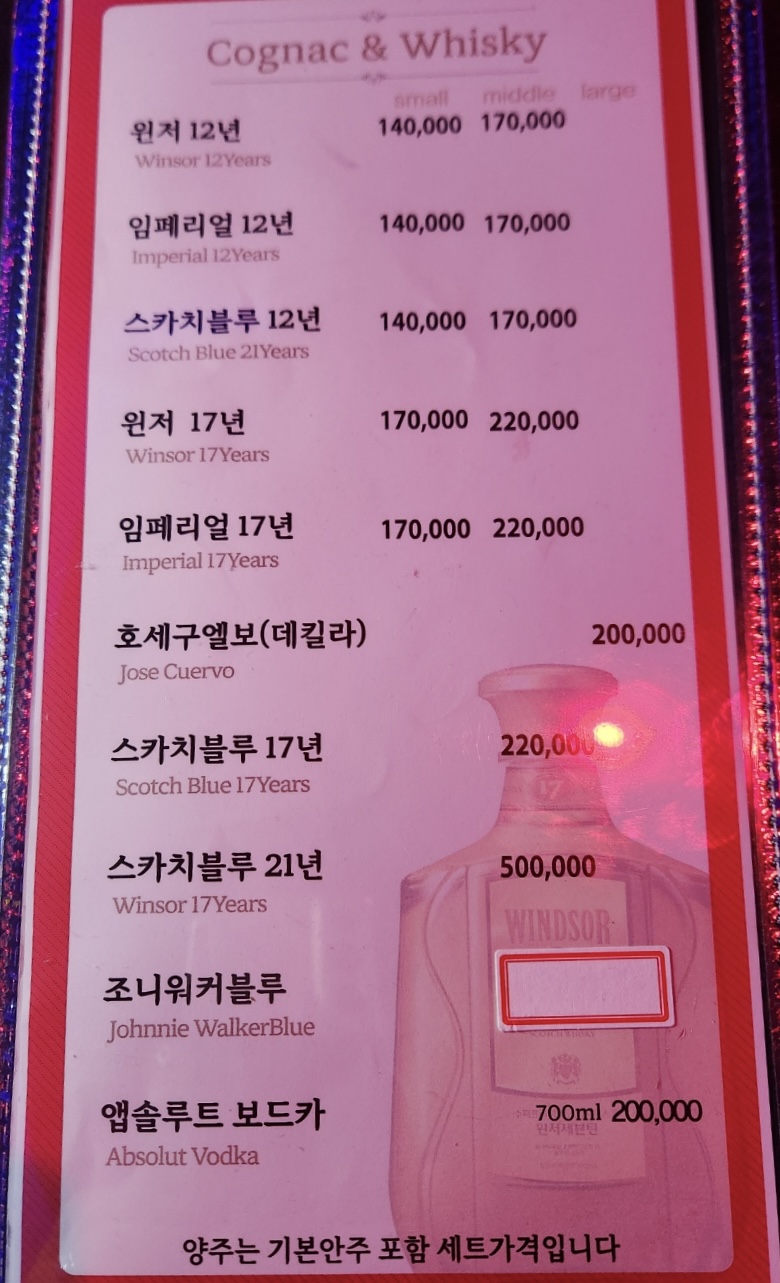 Cognac & Whisky
small middle large
윈저 12년 140,000 170,000
Winsor 12Years
임페리얼 12년 140,000 170,000
Imperial 12Years
스카치블루 12년 140,000 170,000
Scotch Blue 21Years
윈저 17년 170,000 220,000
Winsor 17Years
임페리얼 17년 170,000 220,000
Imperial 17Years
호세구엘보(데킬라) 200,000
Jose Cuervo
스카치블루 17년 220,000
Scotch Blue 17Years
17
스카치블루 21년 500,000
Winsor 17Years
WINDSOR
조니워커블루
Johnnie WalkerBlue
앱솔루트 보드카 700ml 200,000
윈저세븐틴
Absolut Vodka
양주는 기본안주 포함 세트가격입니다